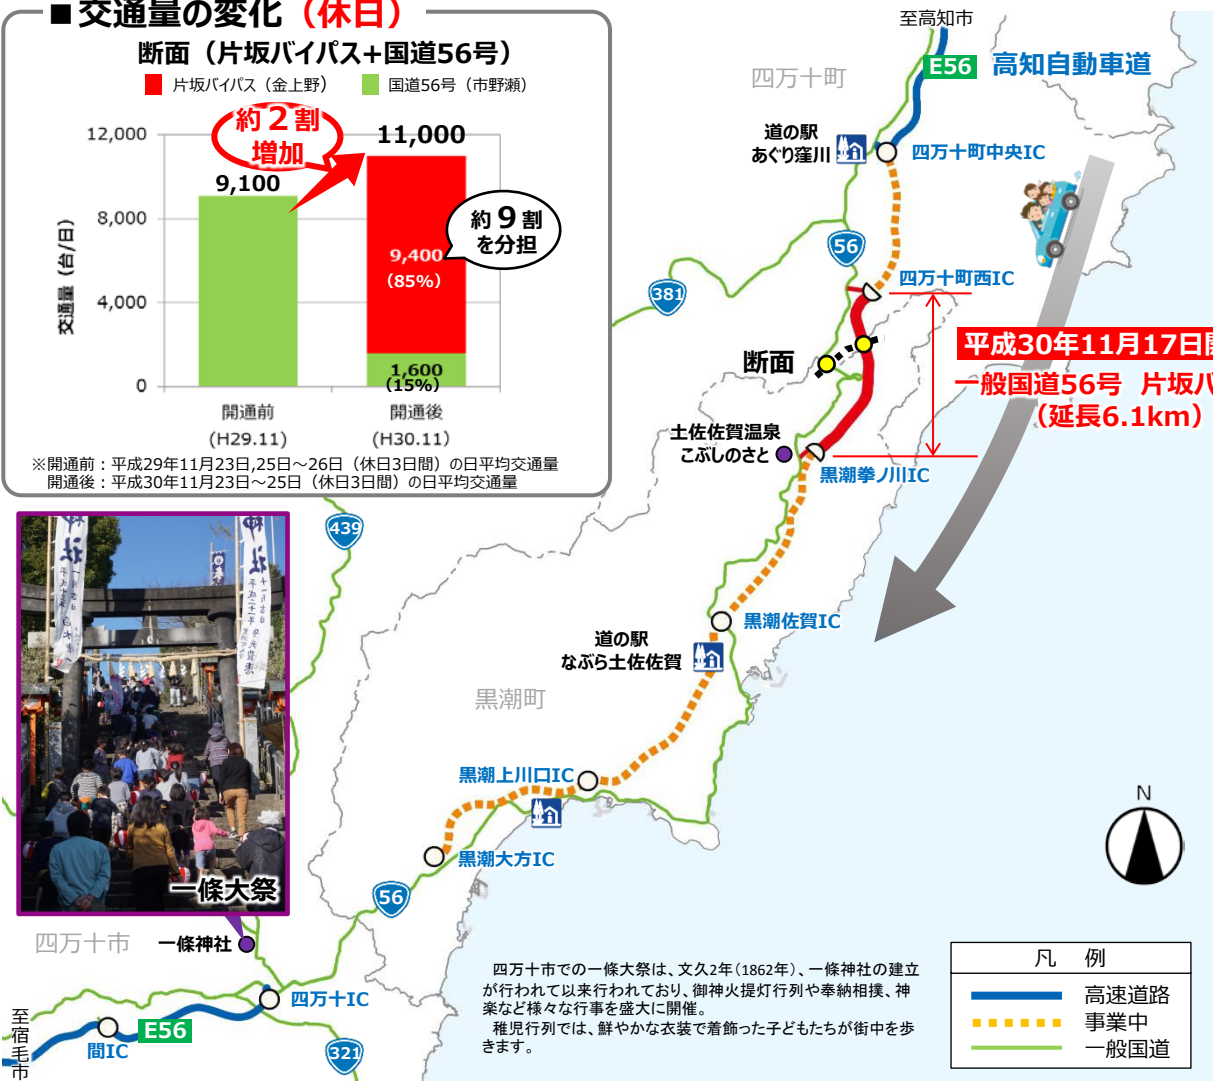 ■交通量の変化（休日）
断面（片坂バイパス+国道56号）
片坂バイパス（金上野）
国道56号（市野瀬）
交通量（台/日）
12,000
8,000
4,000
0
9,100
約２割
増加
11,000
9,400
（85%）
約９割
を分担
1,600
（15%）
開通前
（H29.11）
開通後
（H30.11）
※開通前：平成29年11月23日,25日～26日（休日3日間）の日平均交通量
開通後：平成30年11月23日～25日（休日3日間）の日平均交通量
至高知市
E56
高知自動車道
四万十町
道の駅
あぐり窪川
四万十町中央IC
56
四万十町西IC
381
平成30年11月17日
一般国道56号 片坂バ
（延長6.1km）
断面
土佐佐賀温泉
こぶしのさと
黒潮拳ノ川IC
439
黒潮佐賀IC
道の駅
なぶら土佐佐賀
黒潮町
黒潮上川口IC
黒潮大方IC
56
神社
神社
一條大祭
四万十市
一條神社
四万十IC
至宿毛市
間IC
E56
321
四万十市での一條大祭は、文久2年（1862年）、一條神社の建立
が行われて以来行われており、御神火提灯行列や奉納相撲、神
楽など様々な行事を盛大に開催。
稚児行列では、鮮やかな衣装で着飾った子どもたちが街中を歩
きます。
N
凡 例
高速道路
事業中
一般国道